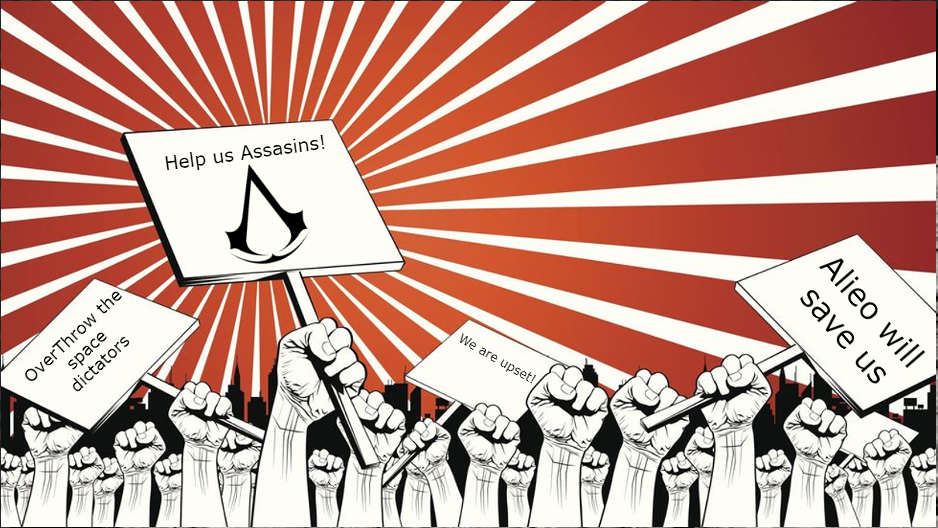 Help us Assasins!
OverThrow the
space
dictators
We are upset!
Alieo will
save us